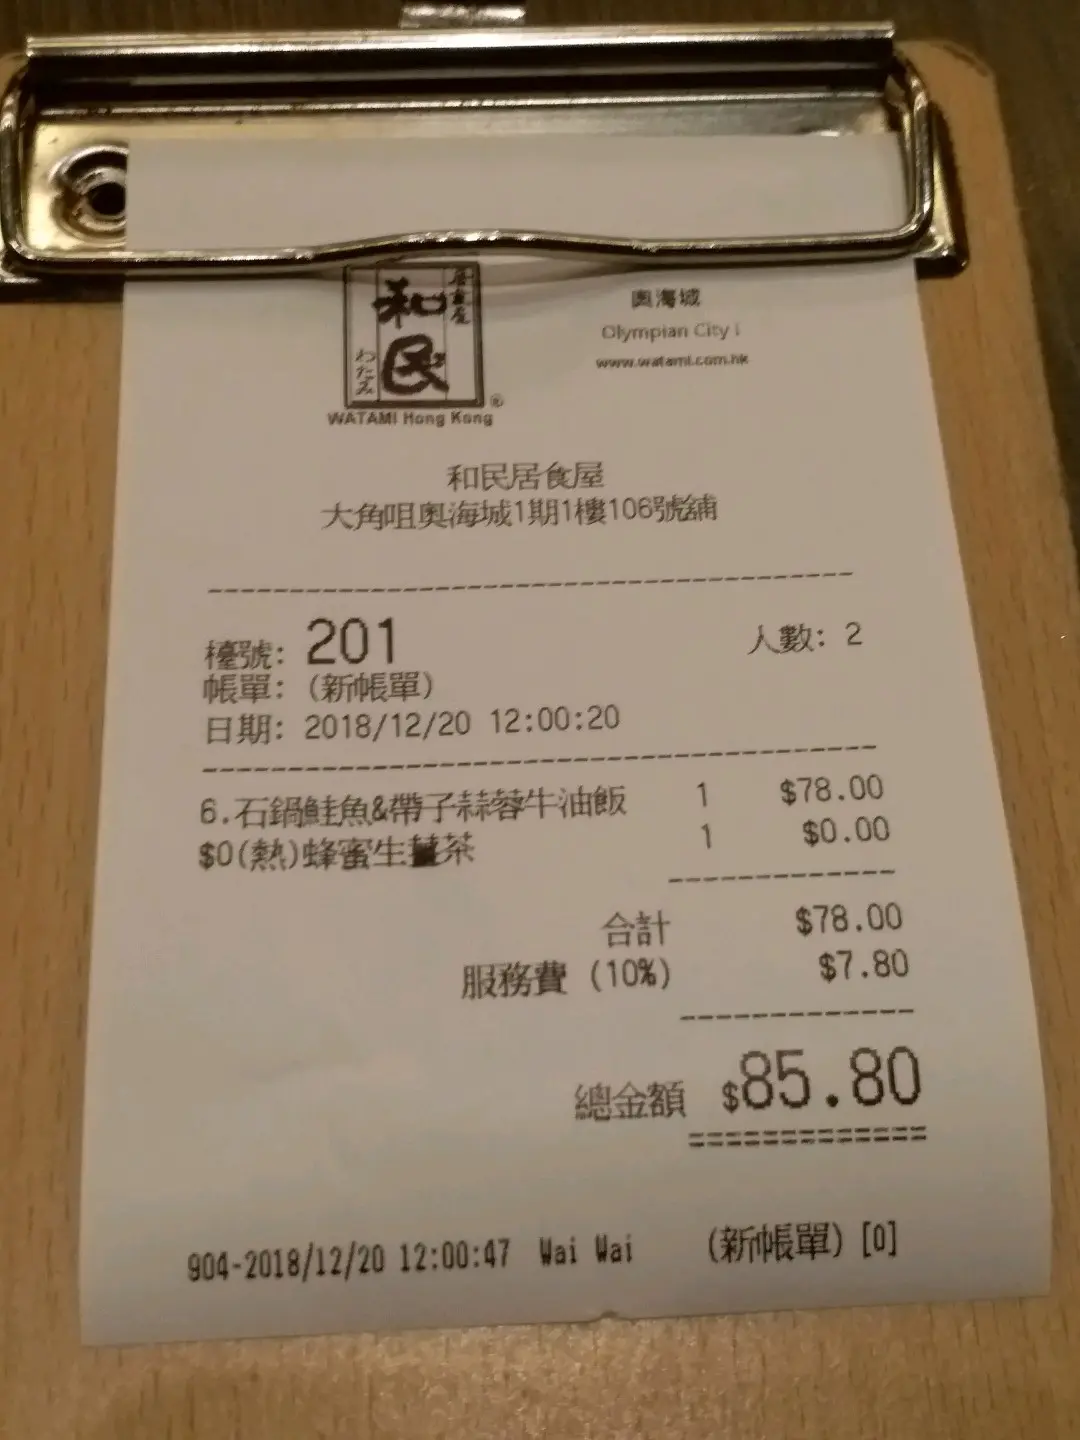 居食屋
和民
わたみ
®
WATAMI Hong Kong
奧海城
Olympian City 1
www.watami.com.hk
和民居食屋
大角咀奧海城1期1樓106號舖
檯號: 201 人數: 2
帳單: (新帳單)
日期: 2018/12/20 12:00:20
6.石鍋鮭魚&帶子蒜蓉牛油飯 1 $78.00
$0(熱)蜂蜜生薑茶 1 $0.00
合計 $78.00
服務費 (10%) $7.80
總金額 $85.80
904-2018/12/20 12:00:47 Wai Wai (新帳單) [0]